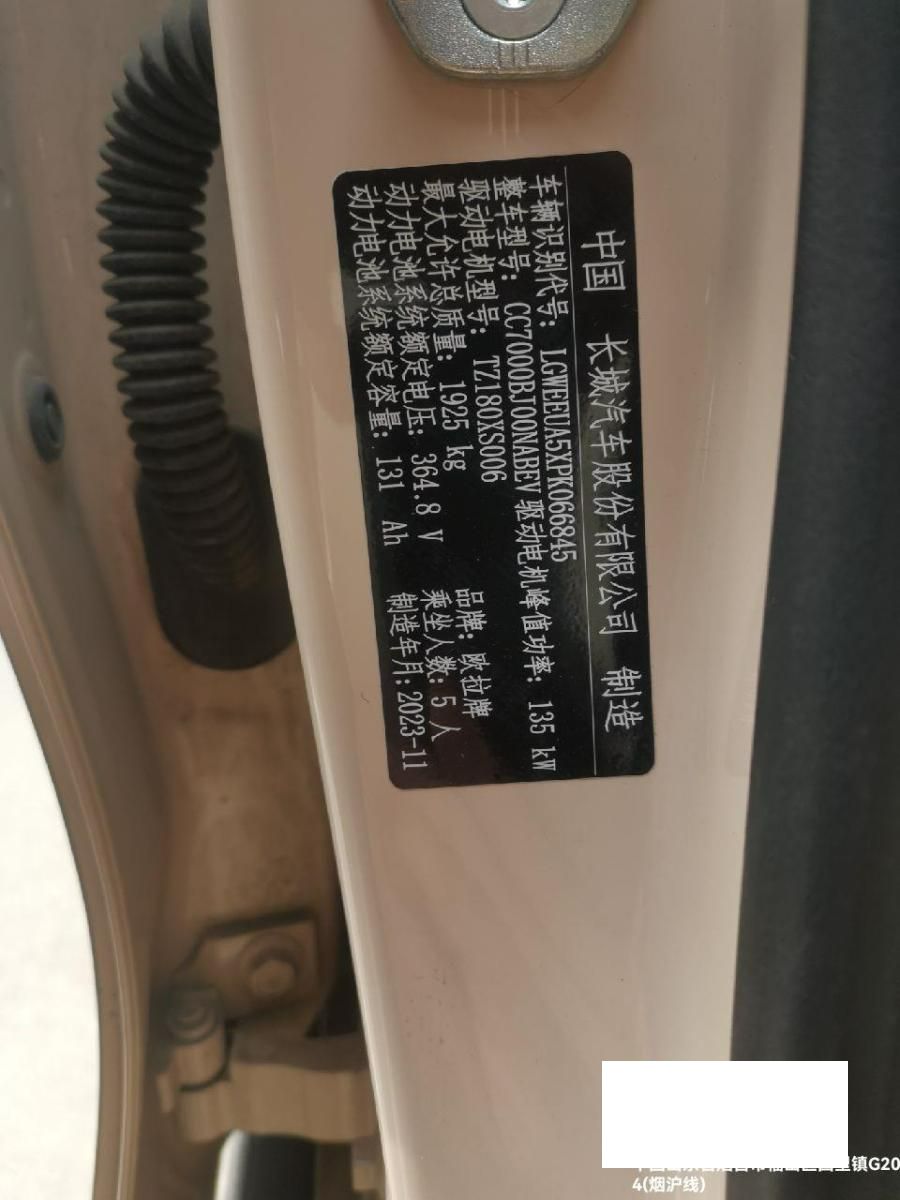 中国 长城汽车股份有限公司 制造
车辆识别代号: LGWEEUA5XPK066845
整车型号: CC7000BJ00NABEV 驱动电机峰值功率: 135 kW
驱动电机型号: TZ180XS006
最大允许总质量: 1925 kg 品牌: 欧拉牌
动力电池系统额定电压: 364.8 V 乘坐人数: 5 人
动力电池系统额定容量: 131 Ah 制造年月: 2023-11
镇G20
4(烟沪线)